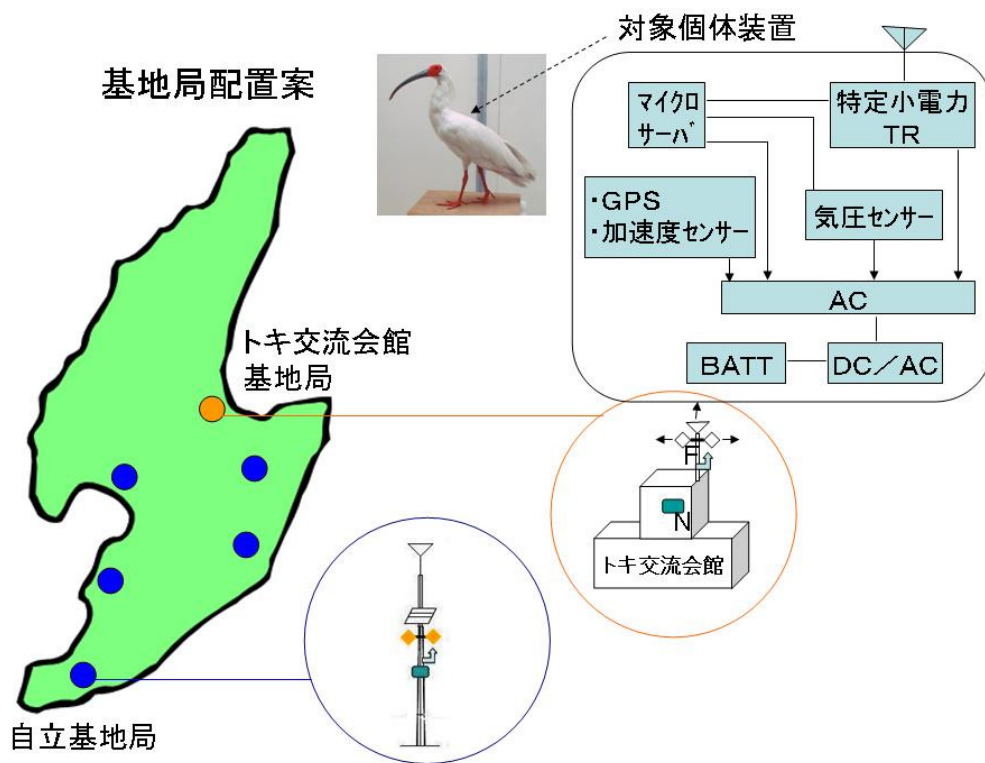 対象個体装置
基地局配置案
マイクロ
サーバ
特定小電力
TR
・GPS
・加速度センサー
気圧センサー
AC
BATT
DC/AC
トキ交流会館
基地局
F
N
トキ交流会館
自立基地局